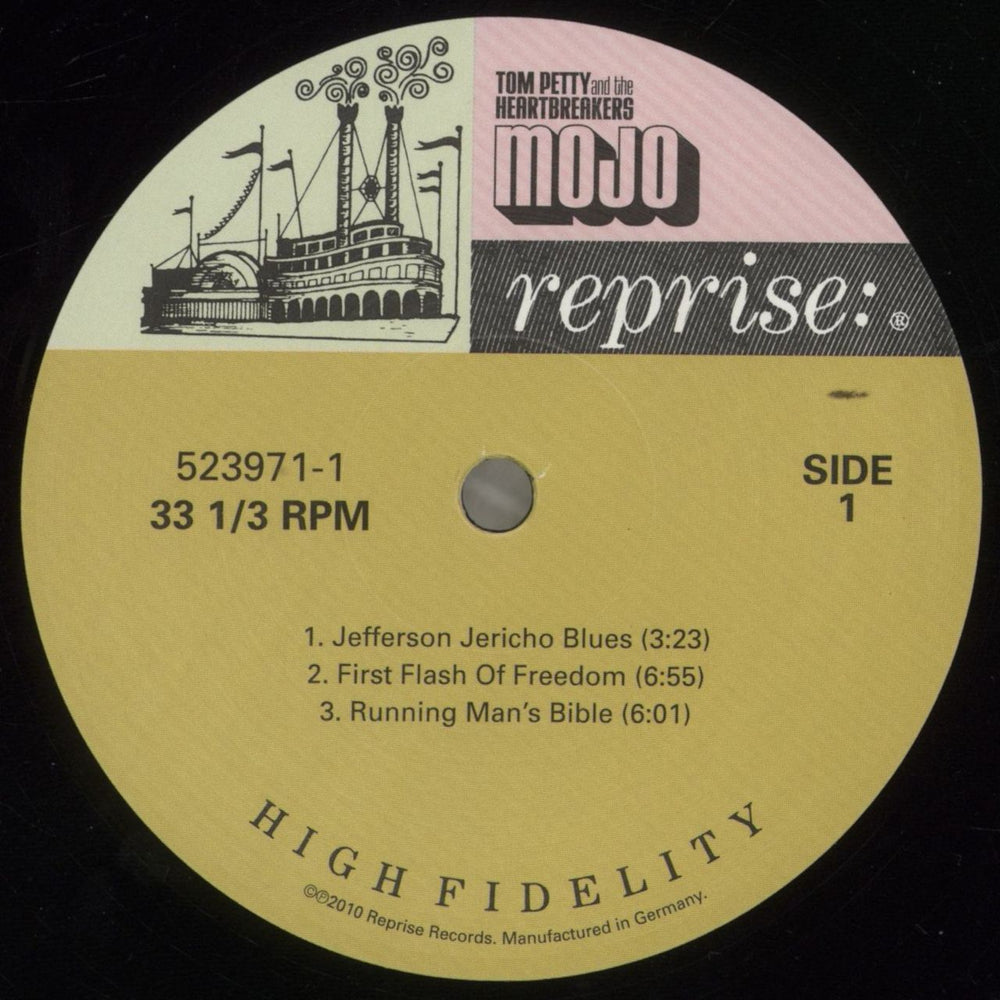 TOM PETTY and the
HEARTBREAKERS
MOJO
reprise:®
523971-1
33 1/3 RPM
SIDE
1
1. Jefferson Jericho Blues (3:23)
2. First Flash Of Freedom (6:55)
3. Running Man's Bible (6:01)
HIGH FIDELITY
©℗2010 Reprise Records. Manufactured in Germany.